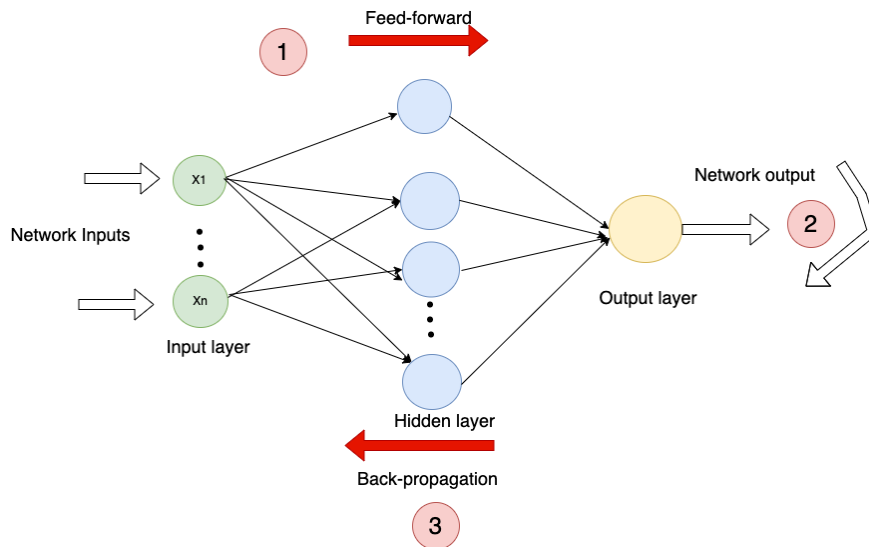 Feed-forward
1
X1
Network Inputs
Xn
Input layer
Network output
2
Output layer
Hidden layer
Back-propagation
3